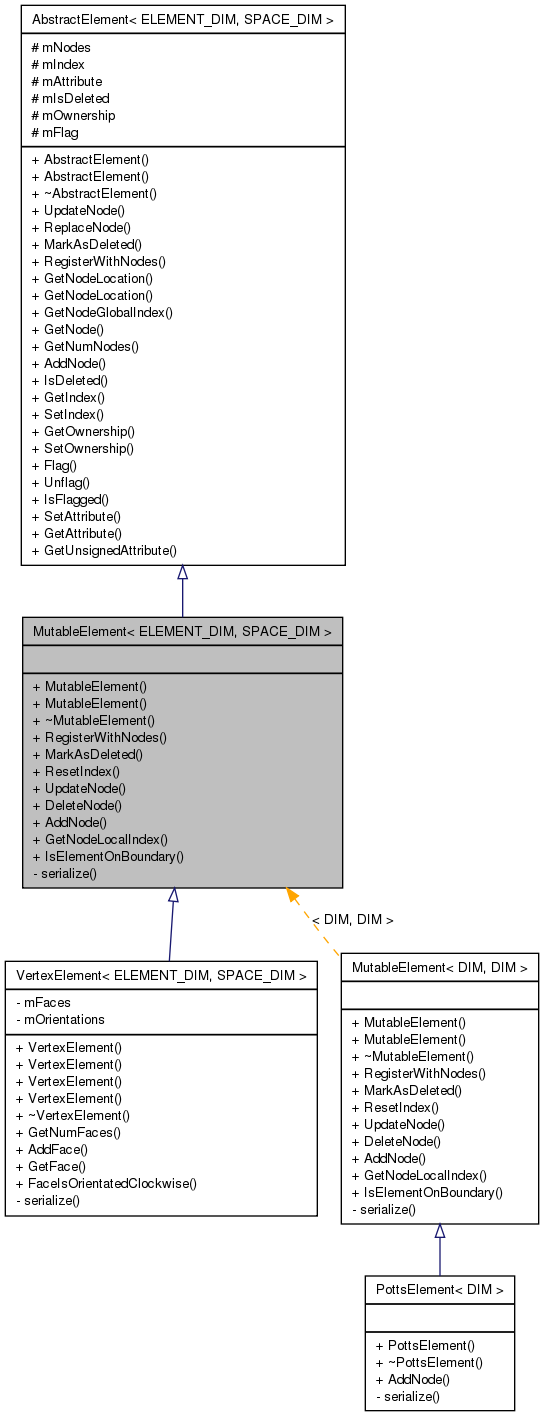 AbstractElement< ELEMENT_DIM, SPACE_DIM >
# mNodes
# mIndex
# mAttribute
# mIsDeleted
# mOwnership
# mFlag
+ AbstractElement()
+ AbstractElement()
+ ~AbstractElement()
+ UpdateNode()
+ ReplaceNode()
+ MarkAsDeleted()
+ RegisterWithNodes()
+ GetNodeLocation()
+ GetNodeLocation()
+ GetNodeGlobalIndex()
+ GetNode()
+ GetNumNodes()
+ AddNode()
+ IsDeleted()
+ GetIndex()
+ SetIndex()
+ GetOwnership()
+ SetOwnership()
+ Flag()
+ Unflag()
+ IsFlagged()
+ SetAttribute()
+ GetAttribute()
+ GetUnsignedAttribute()
MutableElement< ELEMENT_DIM, SPACE_DIM >
+ MutableElement()
+ MutableElement()
+ ~MutableElement()
+ RegisterWithNodes()
+ MarkAsDeleted()
+ ResetIndex()
+ UpdateNode()
+ DeleteNode()
+ AddNode()
+ GetNodeLocalIndex()
+ IsElementOnBoundary()
- serialize()
< DIM, DIM >
VertexElement< ELEMENT_DIM, SPACE_DIM >
- mFaces
- mOrientations
+ VertexElement()
+ VertexElement()
+ VertexElement()
+ VertexElement()
+ ~VertexElement()
+ GetNumFaces()
+ AddFace()
+ GetFace()
+ FaceIsOrientatedClockwise()
- serialize()
MutableElement< DIM, DIM >
+ MutableElement()
+ MutableElement()
+ ~MutableElement()
+ RegisterWithNodes()
+ MarkAsDeleted()
+ ResetIndex()
+ UpdateNode()
+ DeleteNode()
+ AddNode()
+ GetNodeLocalIndex()
+ IsElementOnBoundary()
- serialize()
PottsElement< DIM >
+ PottsElement()
+ ~PottsElement()
+ AddNode()
- serialize()